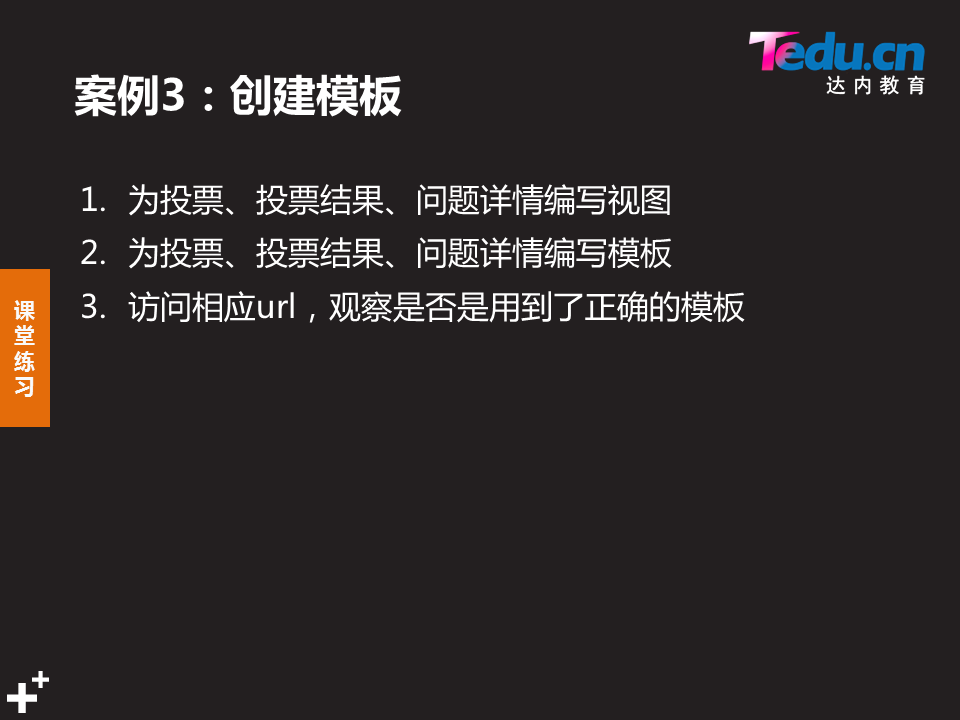 Tedu.cn
达内教育
案例3：创建模板
1. 为投票、投票结果、问题详情编写视图
2. 为投票、投票结果、问题详情编写模板
3. 访问相应url，观察是否是用到了正确的模板
课堂练习